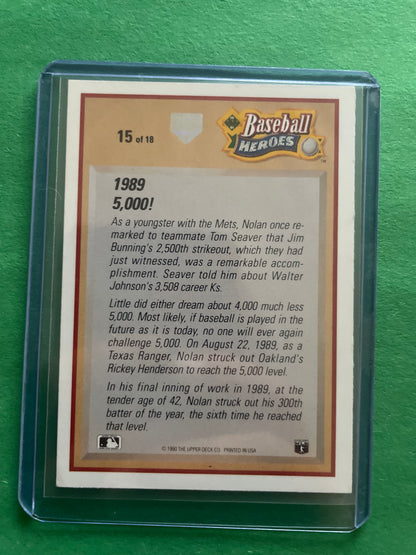 15 of 18
Baseball
HEROES
TM
1989
5,000!
As a youngster with the Mets, Nolan once re-
marked to teammate Tom Seaver that Jim
Bunning's 2,500th strikeout, which they had
just witnessed, was a remarkable accom-
plishment. Seaver told him about Walter
Johnson's 3,508 career Ks.
Little did either dream about 4,000 much less
5,000. Most likely, if baseball is played in the
future as it is today, no one will ever again
challenge 5,000. On August 22, 1989, as a
Texas Ranger, Nolan struck out Oakland's
Rickey Henderson to reach the 5,000 level.
In his final inning of work in 1989, at the
tender age of 42, Nolan struck out his 300th
batter of the year, the sixth time he reached
that level.
© 1990 THE UPPER DECK CO. PRINTED IN USA